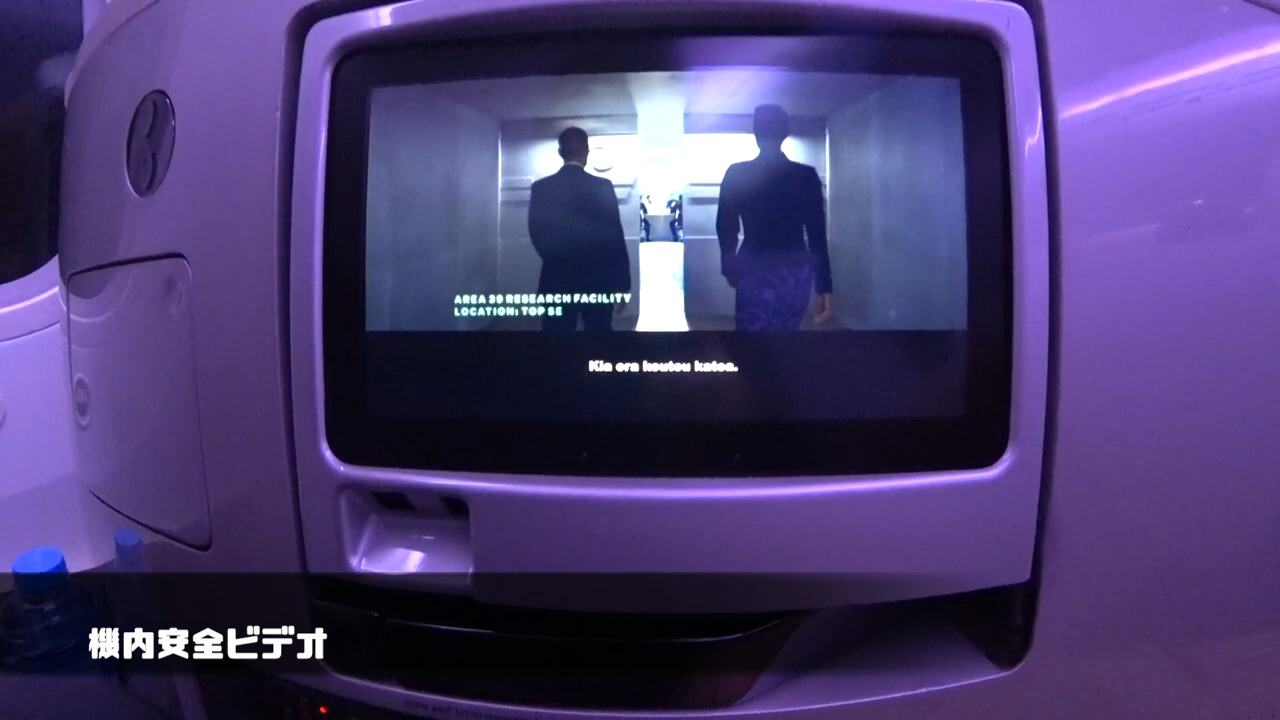 AREA 39 RESEARCH FACILITY
LOCATION: TOP SE
Kia ora koutou katoa.
機内安全ビデオ